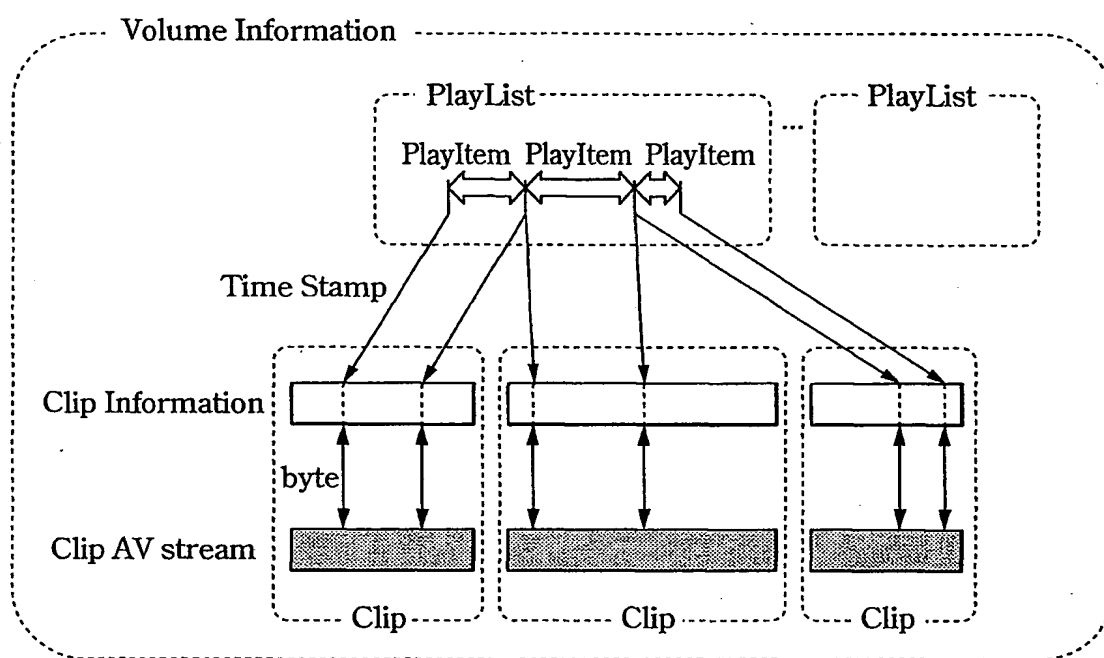 Volume Information
PlayList
PlayList
...
PlayItem PlayItem PlayItem
Time Stamp
Clip Information
byte
Clip AV stream
Clip
Clip
Clip